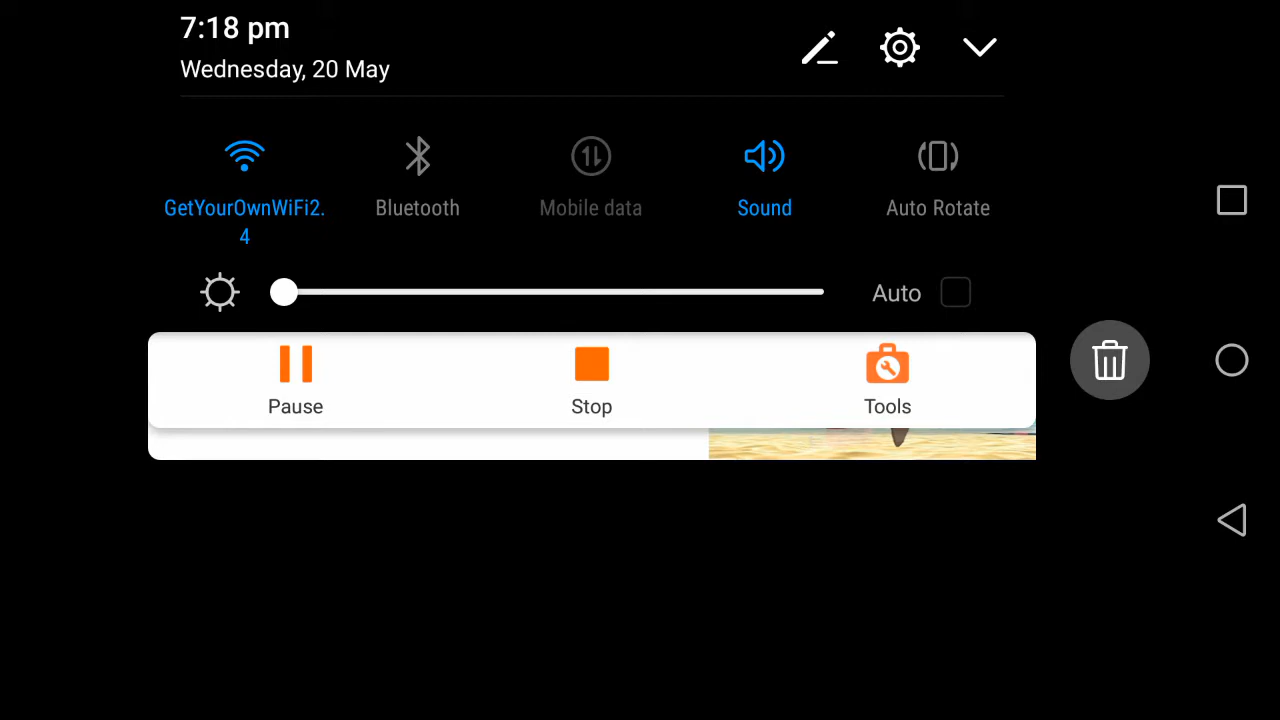 7:18 pm
Wednesday, 20 May
GetYourOwnWiFi2.
4
Bluetooth
Mobile data
Sound
Auto Rotate
Auto
Pause
Stop
Tools